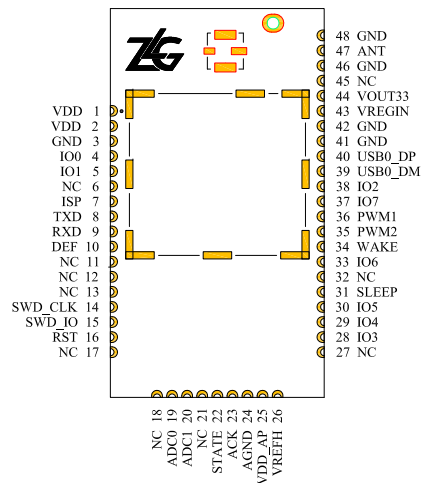 ZLG
VDD 1
VDD 2
GND 3
IO0 4
IO1 5
NC 6
ISP 7
TXD 8
RXD 9
DEF 10
NC 11
NC 12
NC 13
SWD_CLK 14
SWD_IO 15
RST 16
NC 17
NC 18
ADC0 19
ADC1 20
NC 21
STATE 22
ACK 23
AGND 24
VDD_AP 25
VREFH 26
48 GND
47 ANT
46 GND
45 NC
44 VOUT33
43 VREGIN
42 GND
41 GND
40 USB0_DP
39 USB0_DM
38 IO2
37 IO7
36 PWM1
35 PWM2
34 WAKE
33 IO6
32 NC
31 SLEEP
30 IO5
29 IO4
28 IO3
27 NC